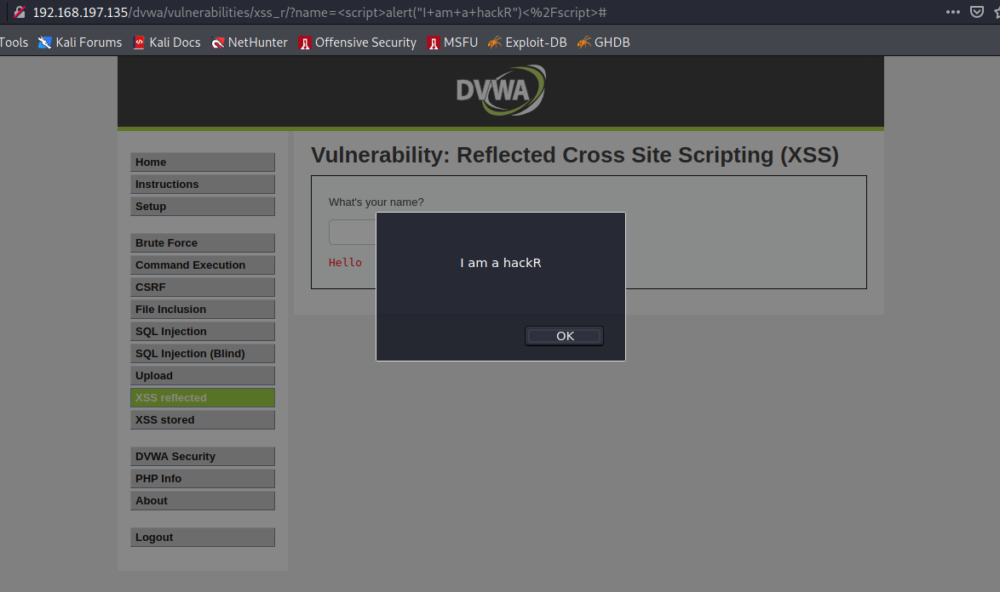 192.168.197.135/dvwa/vulnerabilities/xss_r/?name=<script>alert("I+am+a+hackR")<%2Fscript>#
Tools Kali Forums Kali Docs NetHunter Offensive Security MSFU Exploit-DB GHDB
DVWA
Home
Instructions
Setup
Brute Force
Command Execution
CSRF
File Inclusion
SQL Injection
SQL Injection (Blind)
Upload
XSS reflected
XSS stored
DVWA Security
PHP Info
About
Logout
Vulnerability: Reflected Cross Site Scripting (XSS)
What's your name?
Hello
I am a hackR
OK